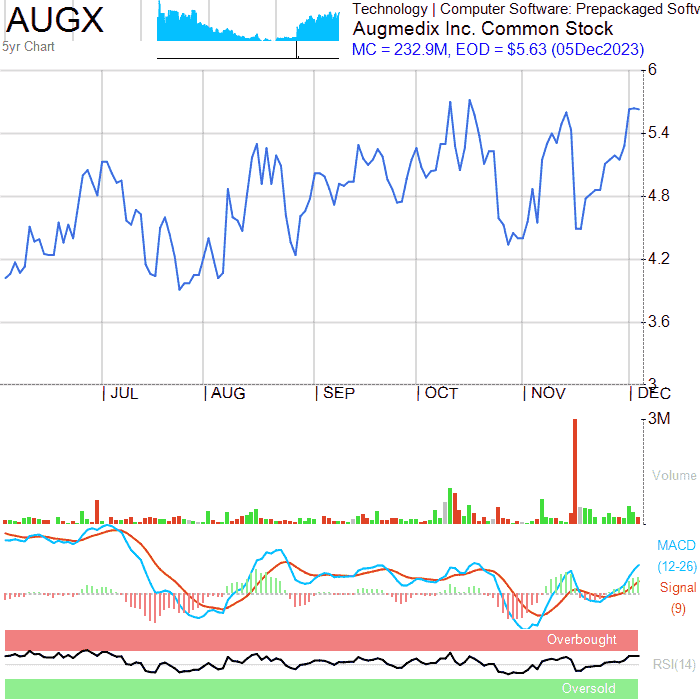 AUGX
5yr Chart
Technology | Computer Software: Prepackaged Softw
Augmedix Inc. Common Stock
MC = 232.9M, EOD = $5.63 (05Dec2023)
6
5.4
4.8
4.2
3.6
3
| JUL | AUG | SEP | OCT | NOV | DEC
3M
Volume
MACD
(12-26)
Signal
(9)
Overbought
RSI(14)
Oversold